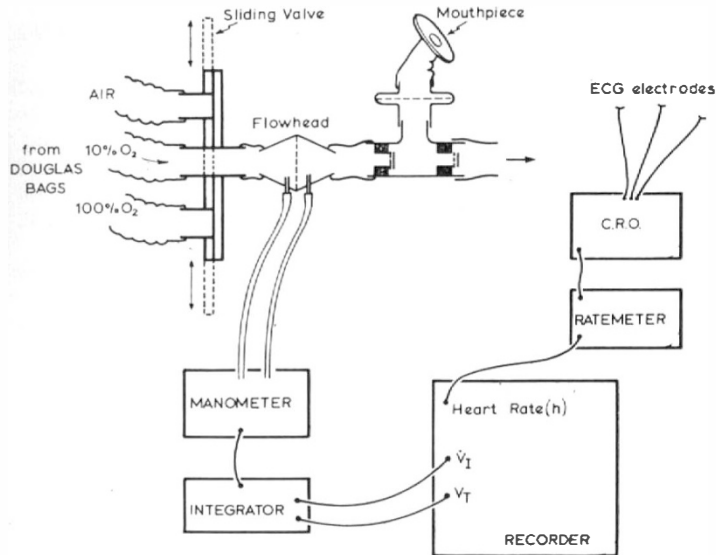 Sliding Valve
Mouthpiece
AIR
from
DOUGLAS
BAGS
10% O₂
100% O₂
Flowhead
ECG electrodes
C.R.O.
RATEMETER
MANOMETER
INTEGRATOR
Heart Rate(h)
V̇I
VT
RECORDER